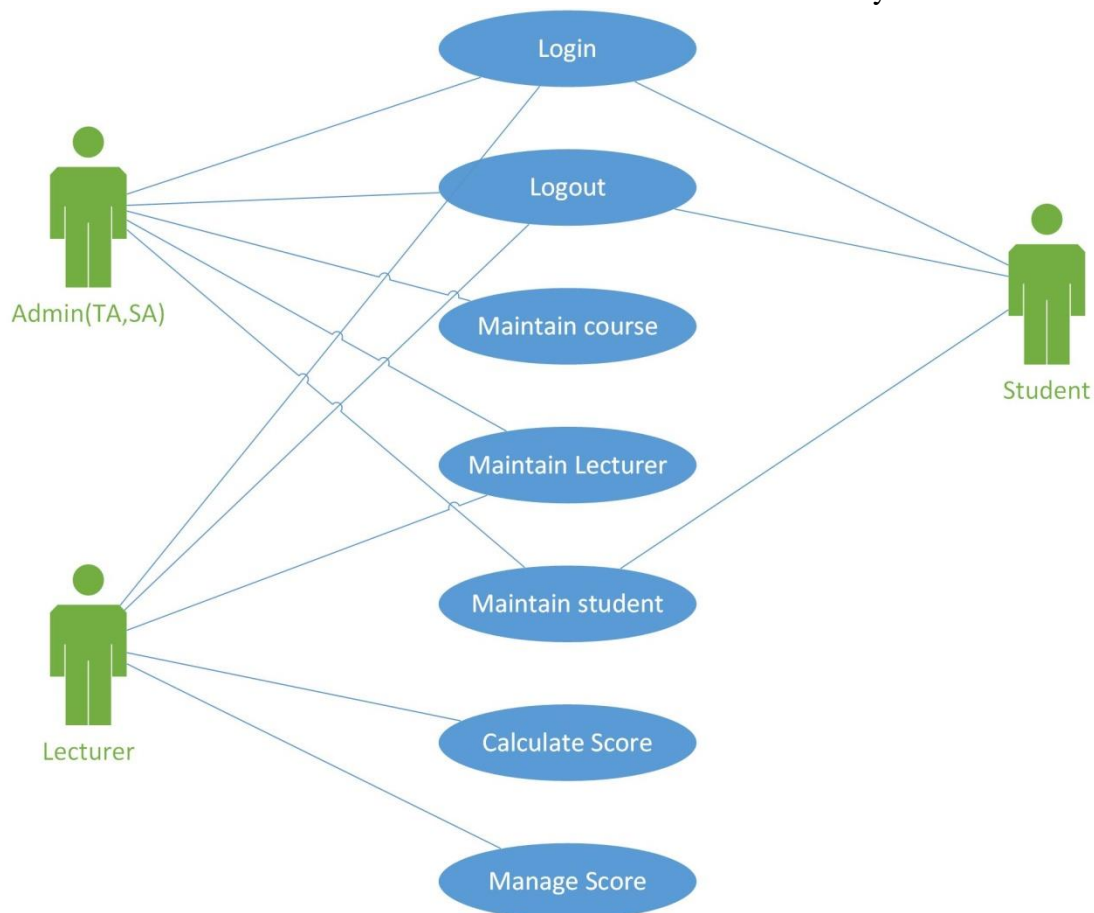 Login
Logout
Admin(TA,SA)
Maintain course
Student
Maintain Lecturer
Maintain student
Lecturer
Calculate Score
Manage Score